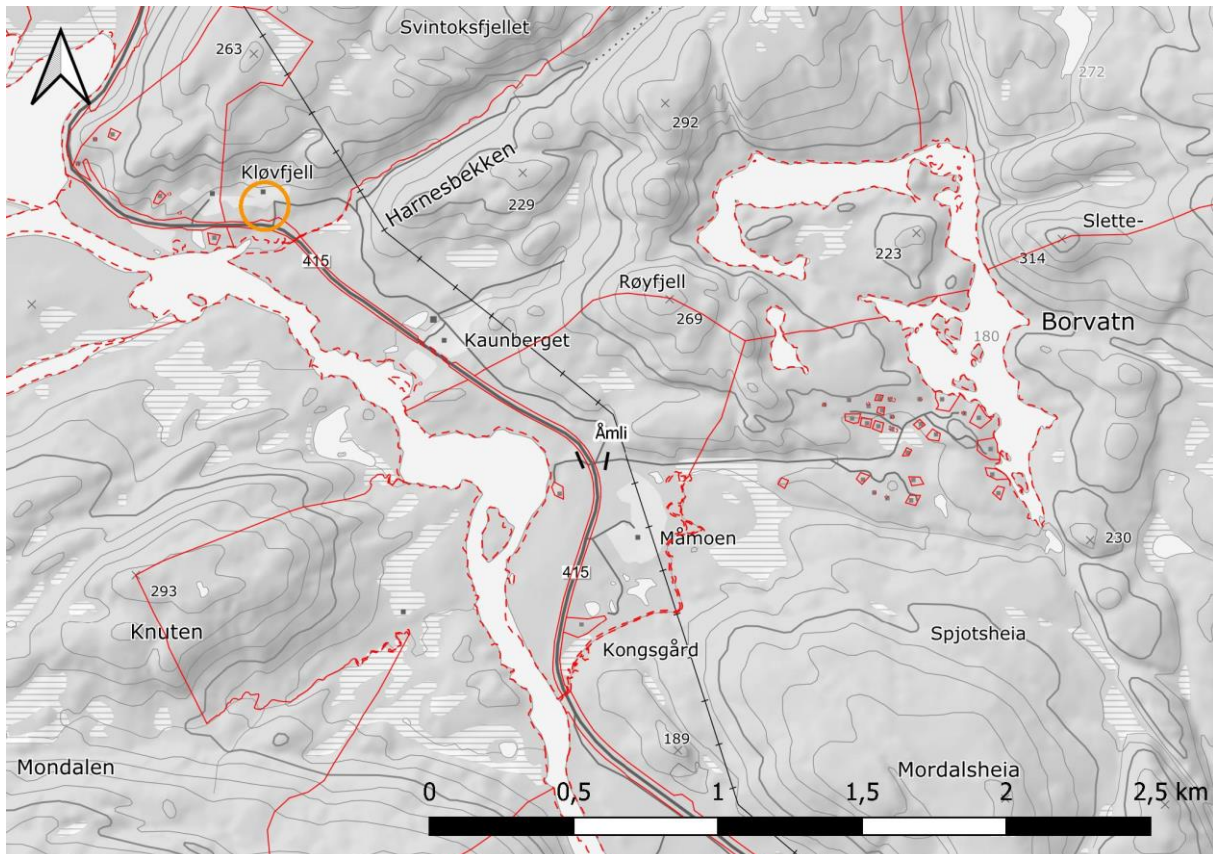 Svintoksfjellet
263
272
292
Kløvfjell
Harnesbekken
229
Slette-
223
314
415
Røyfjell
269
Borvatn
180
Kaunberget
Åmli
Måmoen
230
415
293
Knuten
Spjotsheia
Kongsgård
189
Mondalen
Mordalsheia
0 0,5 1 1,5 2 2,5 km